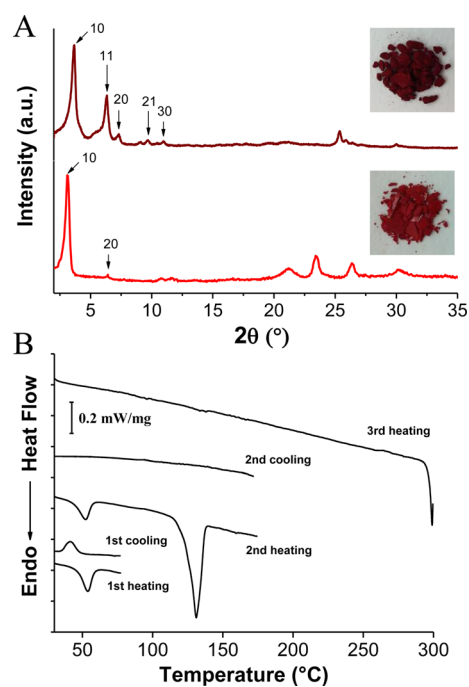 A
Intensity (a.u.)
10
11
20
21
30
10
20
5
10
15
20
25
30
35
2θ (°)
B
Endo → Heat Flow
0.2 mW/mg
3rd heating
2nd cooling
1st cooling
2nd heating
1st heating
50
100
150
200
250
300
Temperature (°C)